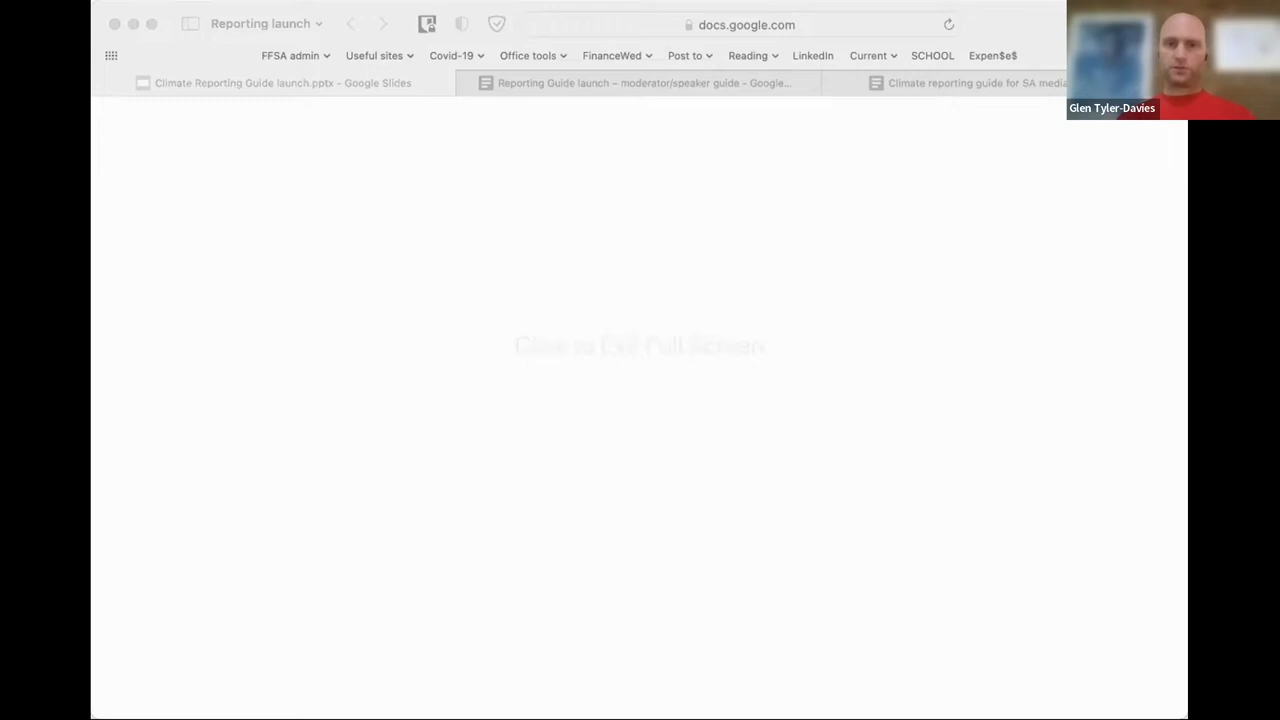 Reporting launch
docs.google.com
FFSA admin Useful sites Covid-19 Office tools FinanceWed Post to Reading LinkedIn Current SCHOOL Expen$e$
Climate Reporting Guide launch.pptx - Google Slides
Reporting Guide launch – moderator/speaker guide - Google...
Climate reporting guide for SA media
Glen Tyler-Davies
Click to Exit Full Screen